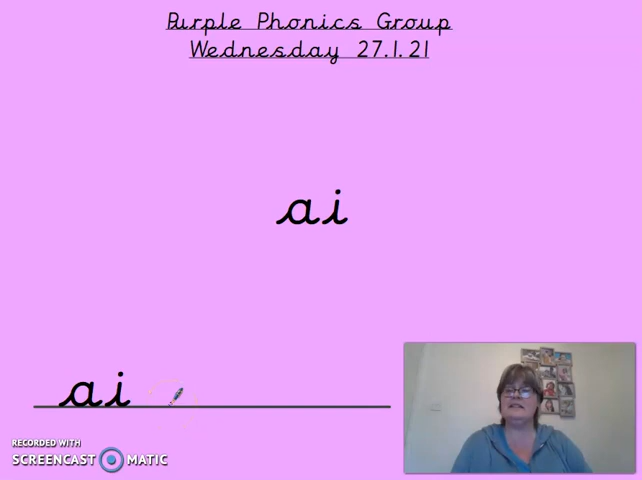 Purple Phonics Group
Wednesday 27.1.21
ai
ai
RECORDED WITH
SCREENCAST MATIC